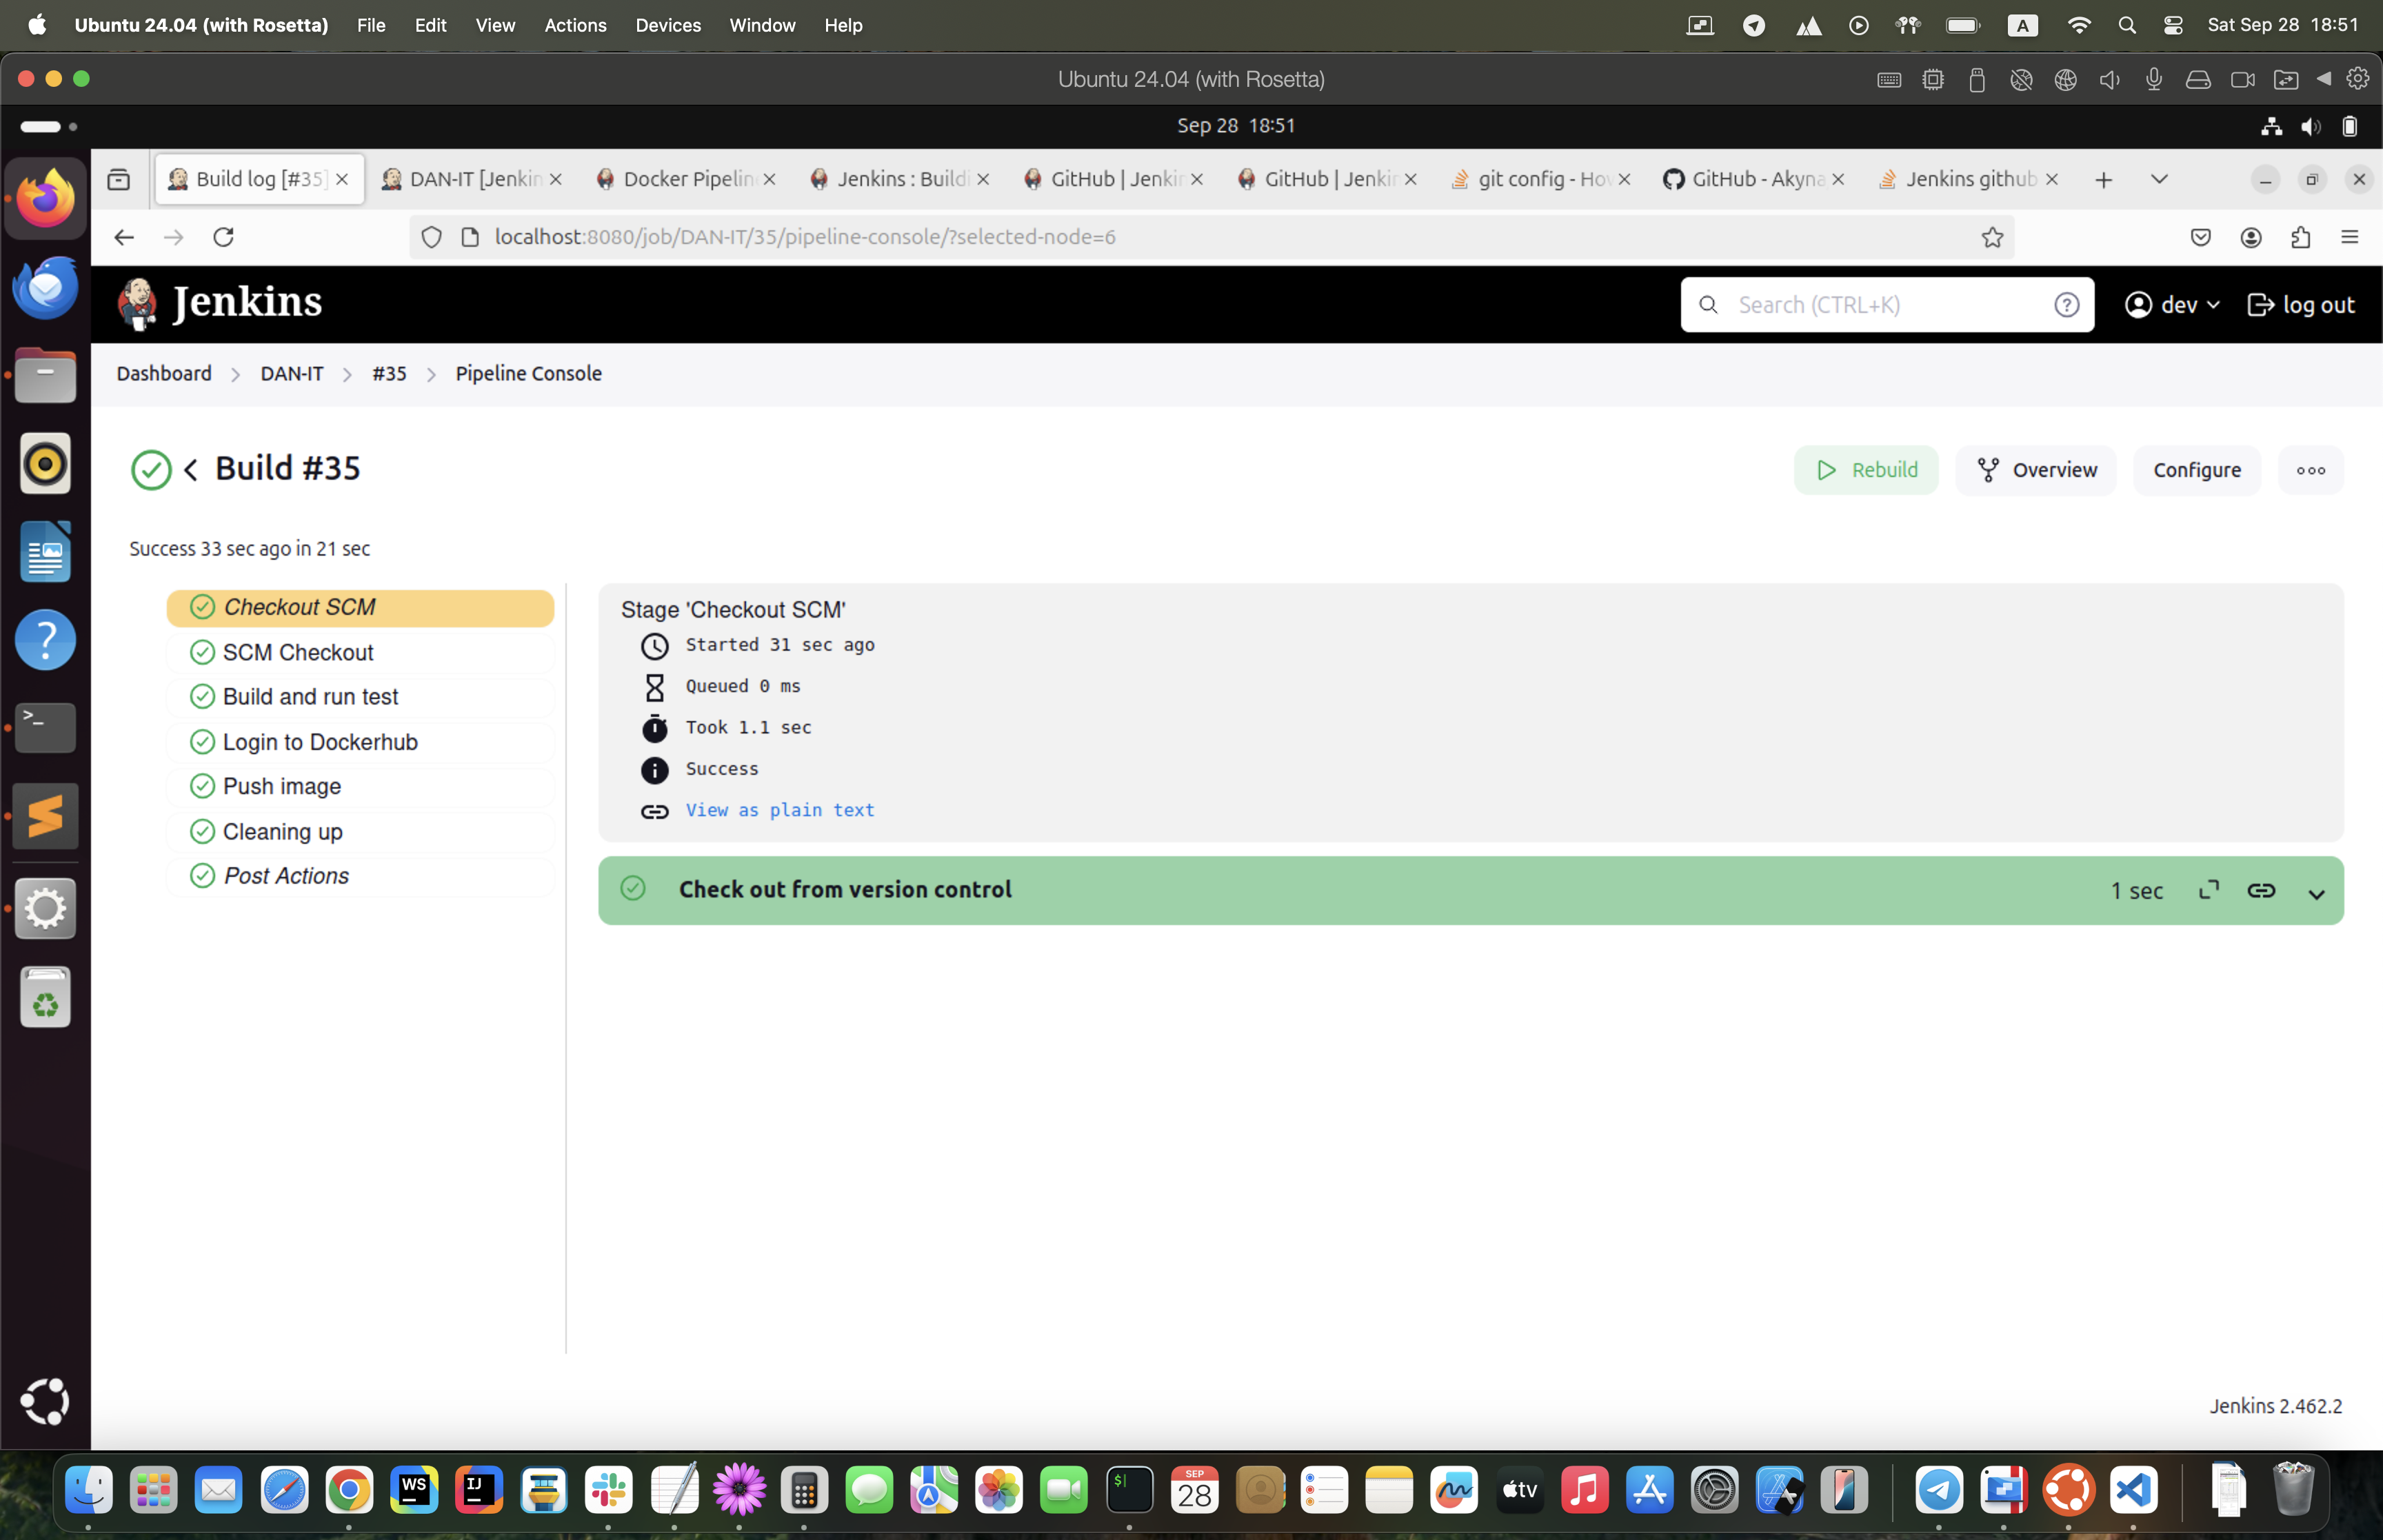 Ubuntu 24.04 (with Rosetta) File Edit View Actions Devices Window Help A Sat Sep 28 18:51
Ubuntu 24.04 (with Rosetta)
Sep 28 18:51
Build log [#35] DAN-IT [Jenkin Docker Pipelin Jenkins : Buildi GitHub | Jenkin GitHub | Jenkin git config - Hov GitHub - Akyna Jenkins github
localhost:8080/job/DAN-IT/35/pipeline-console/?selected-node=6
Jenkins Search (CTRL+K) dev log out
Dashboard DAN-IT #35 Pipeline Console
Build #35 Rebuild Overview Configure
Success 33 sec ago in 21 sec
Checkout SCM
SCM Checkout
Build and run test
Login to Dockerhub
Push image
Cleaning up
Post Actions
Stage 'Checkout SCM'
Started 31 sec ago
Queued 0 ms
Took 1.1 sec
Success
View as plain text
Check out from version control 1 sec
Jenkins 2.462.2
WS IJ $ SEP 28 tv